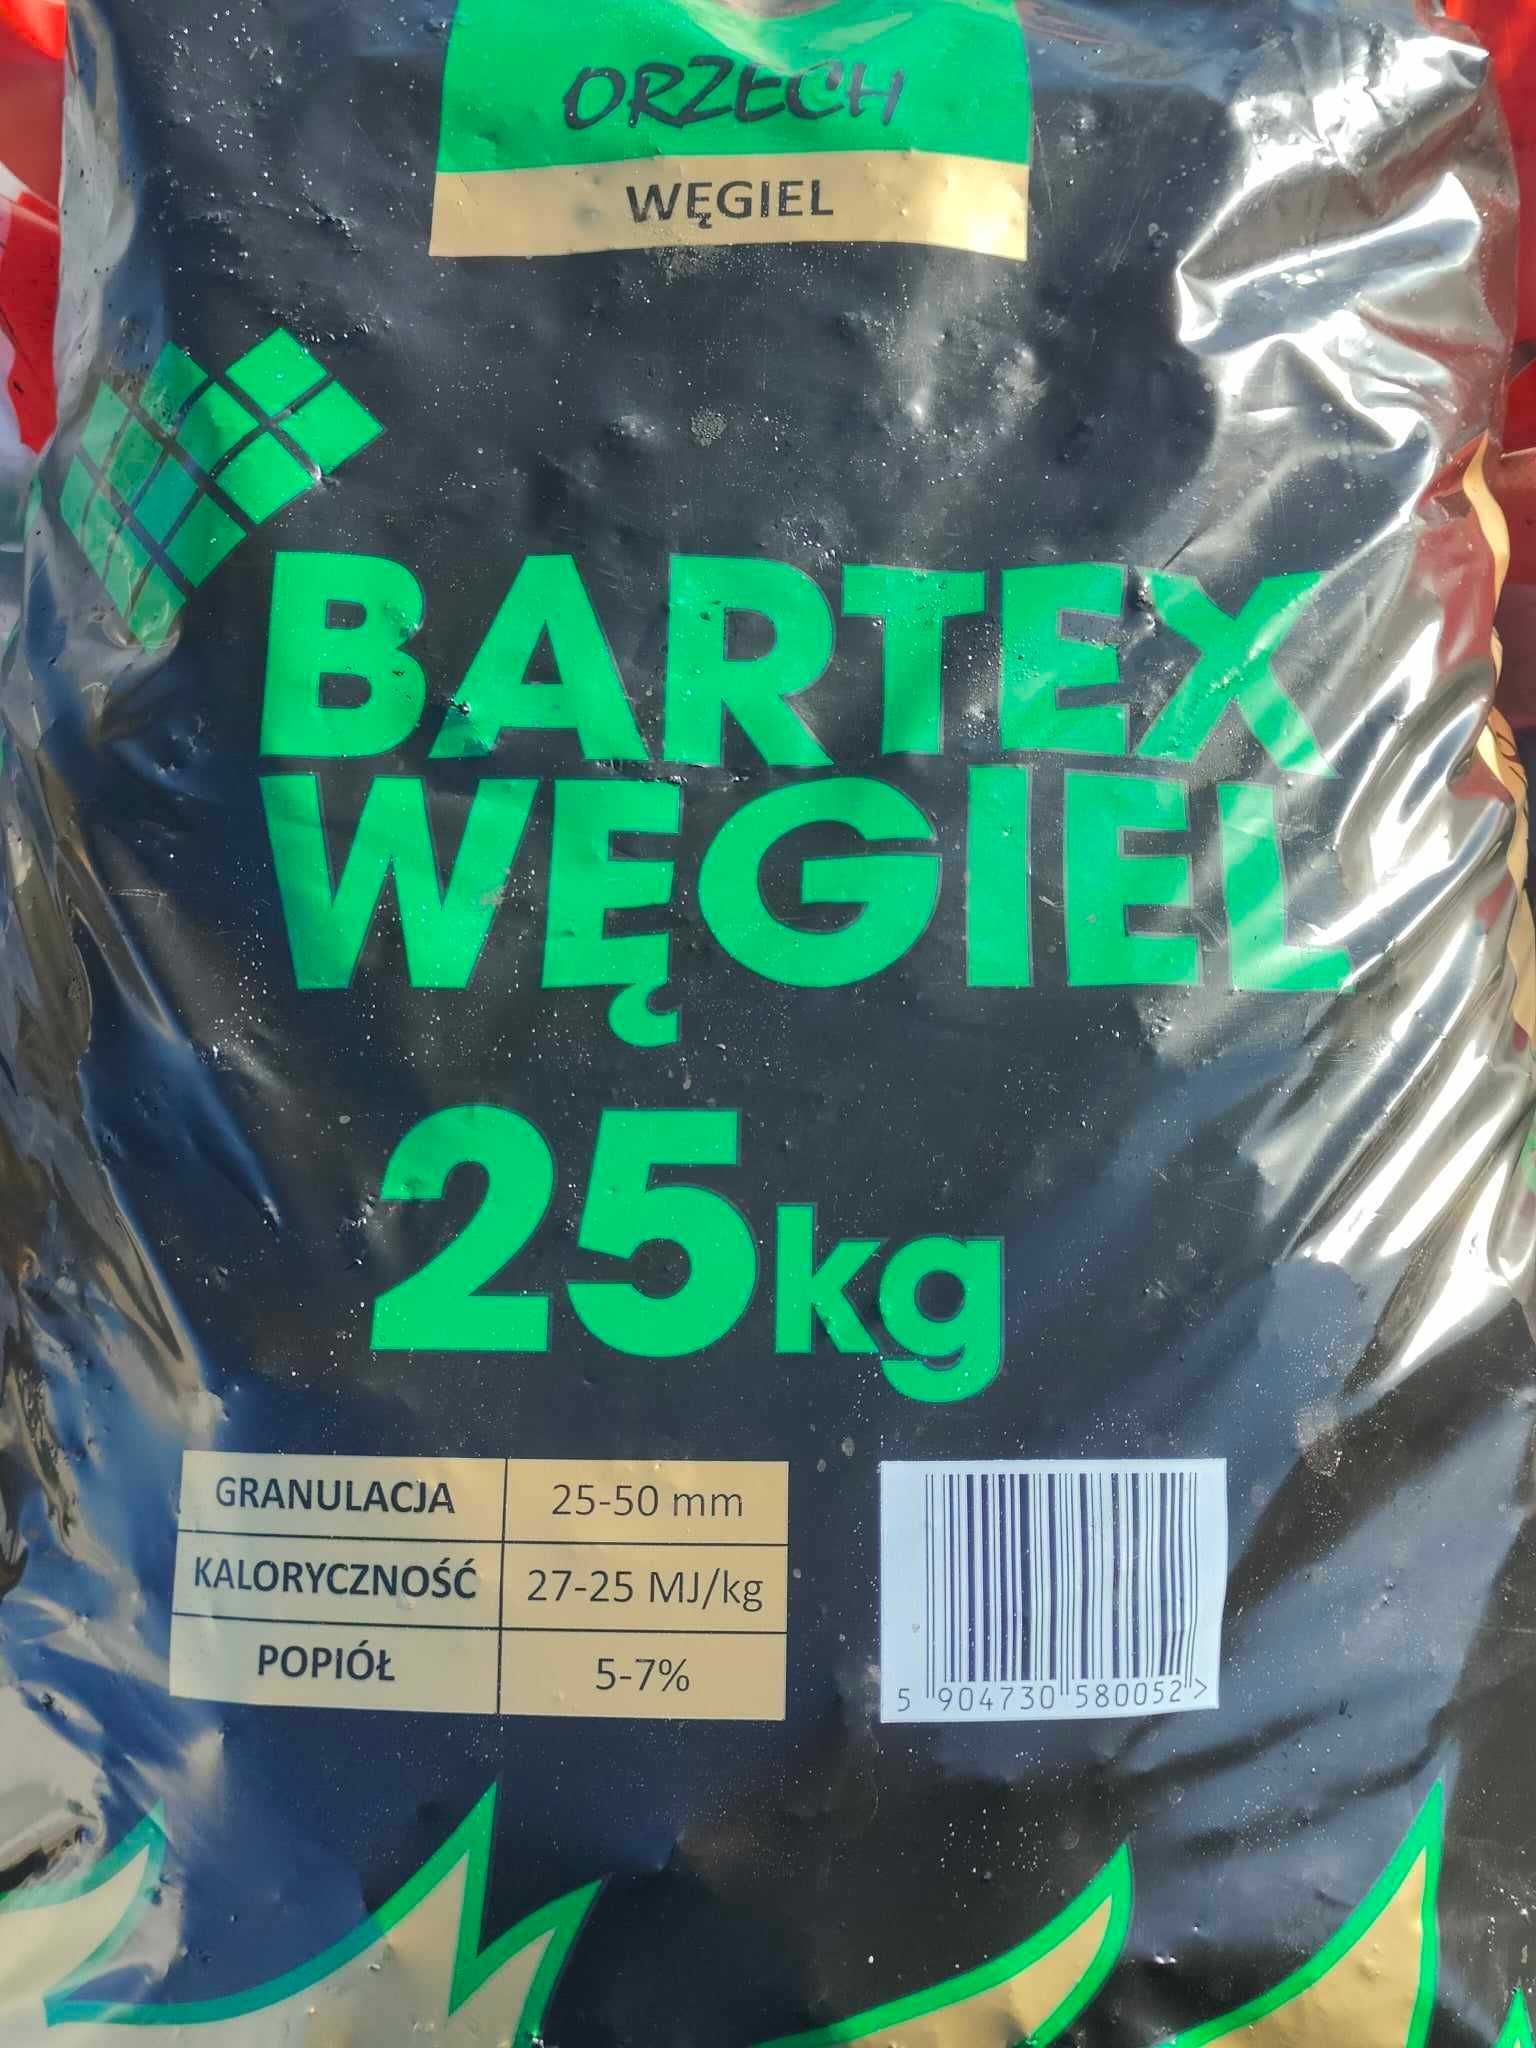 ORZECH
WĘGIEL
BARTEX
WĘGIEL
25kg
GRANULACJA 25-50 mm
KALORYCZNOŚĆ 27-25 MJ/kg
POPIÓŁ 5-7%
5 904730 580052 >